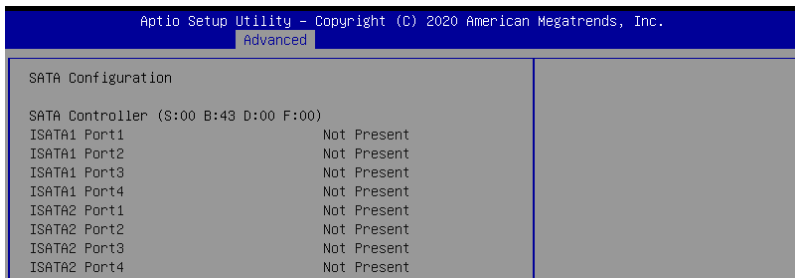 Aptio Setup Utility – Copyright (C) 2020 American Megatrends, Inc.
Advanced
SATA Configuration
SATA Controller (S:00 B:43 D:00 F:00)
ISATA1 Port1 Not Present
ISATA1 Port2 Not Present
ISATA1 Port3 Not Present
ISATA1 Port4 Not Present
ISATA2 Port1 Not Present
ISATA2 Port2 Not Present
ISATA2 Port3 Not Present
ISATA2 Port4 Not Present